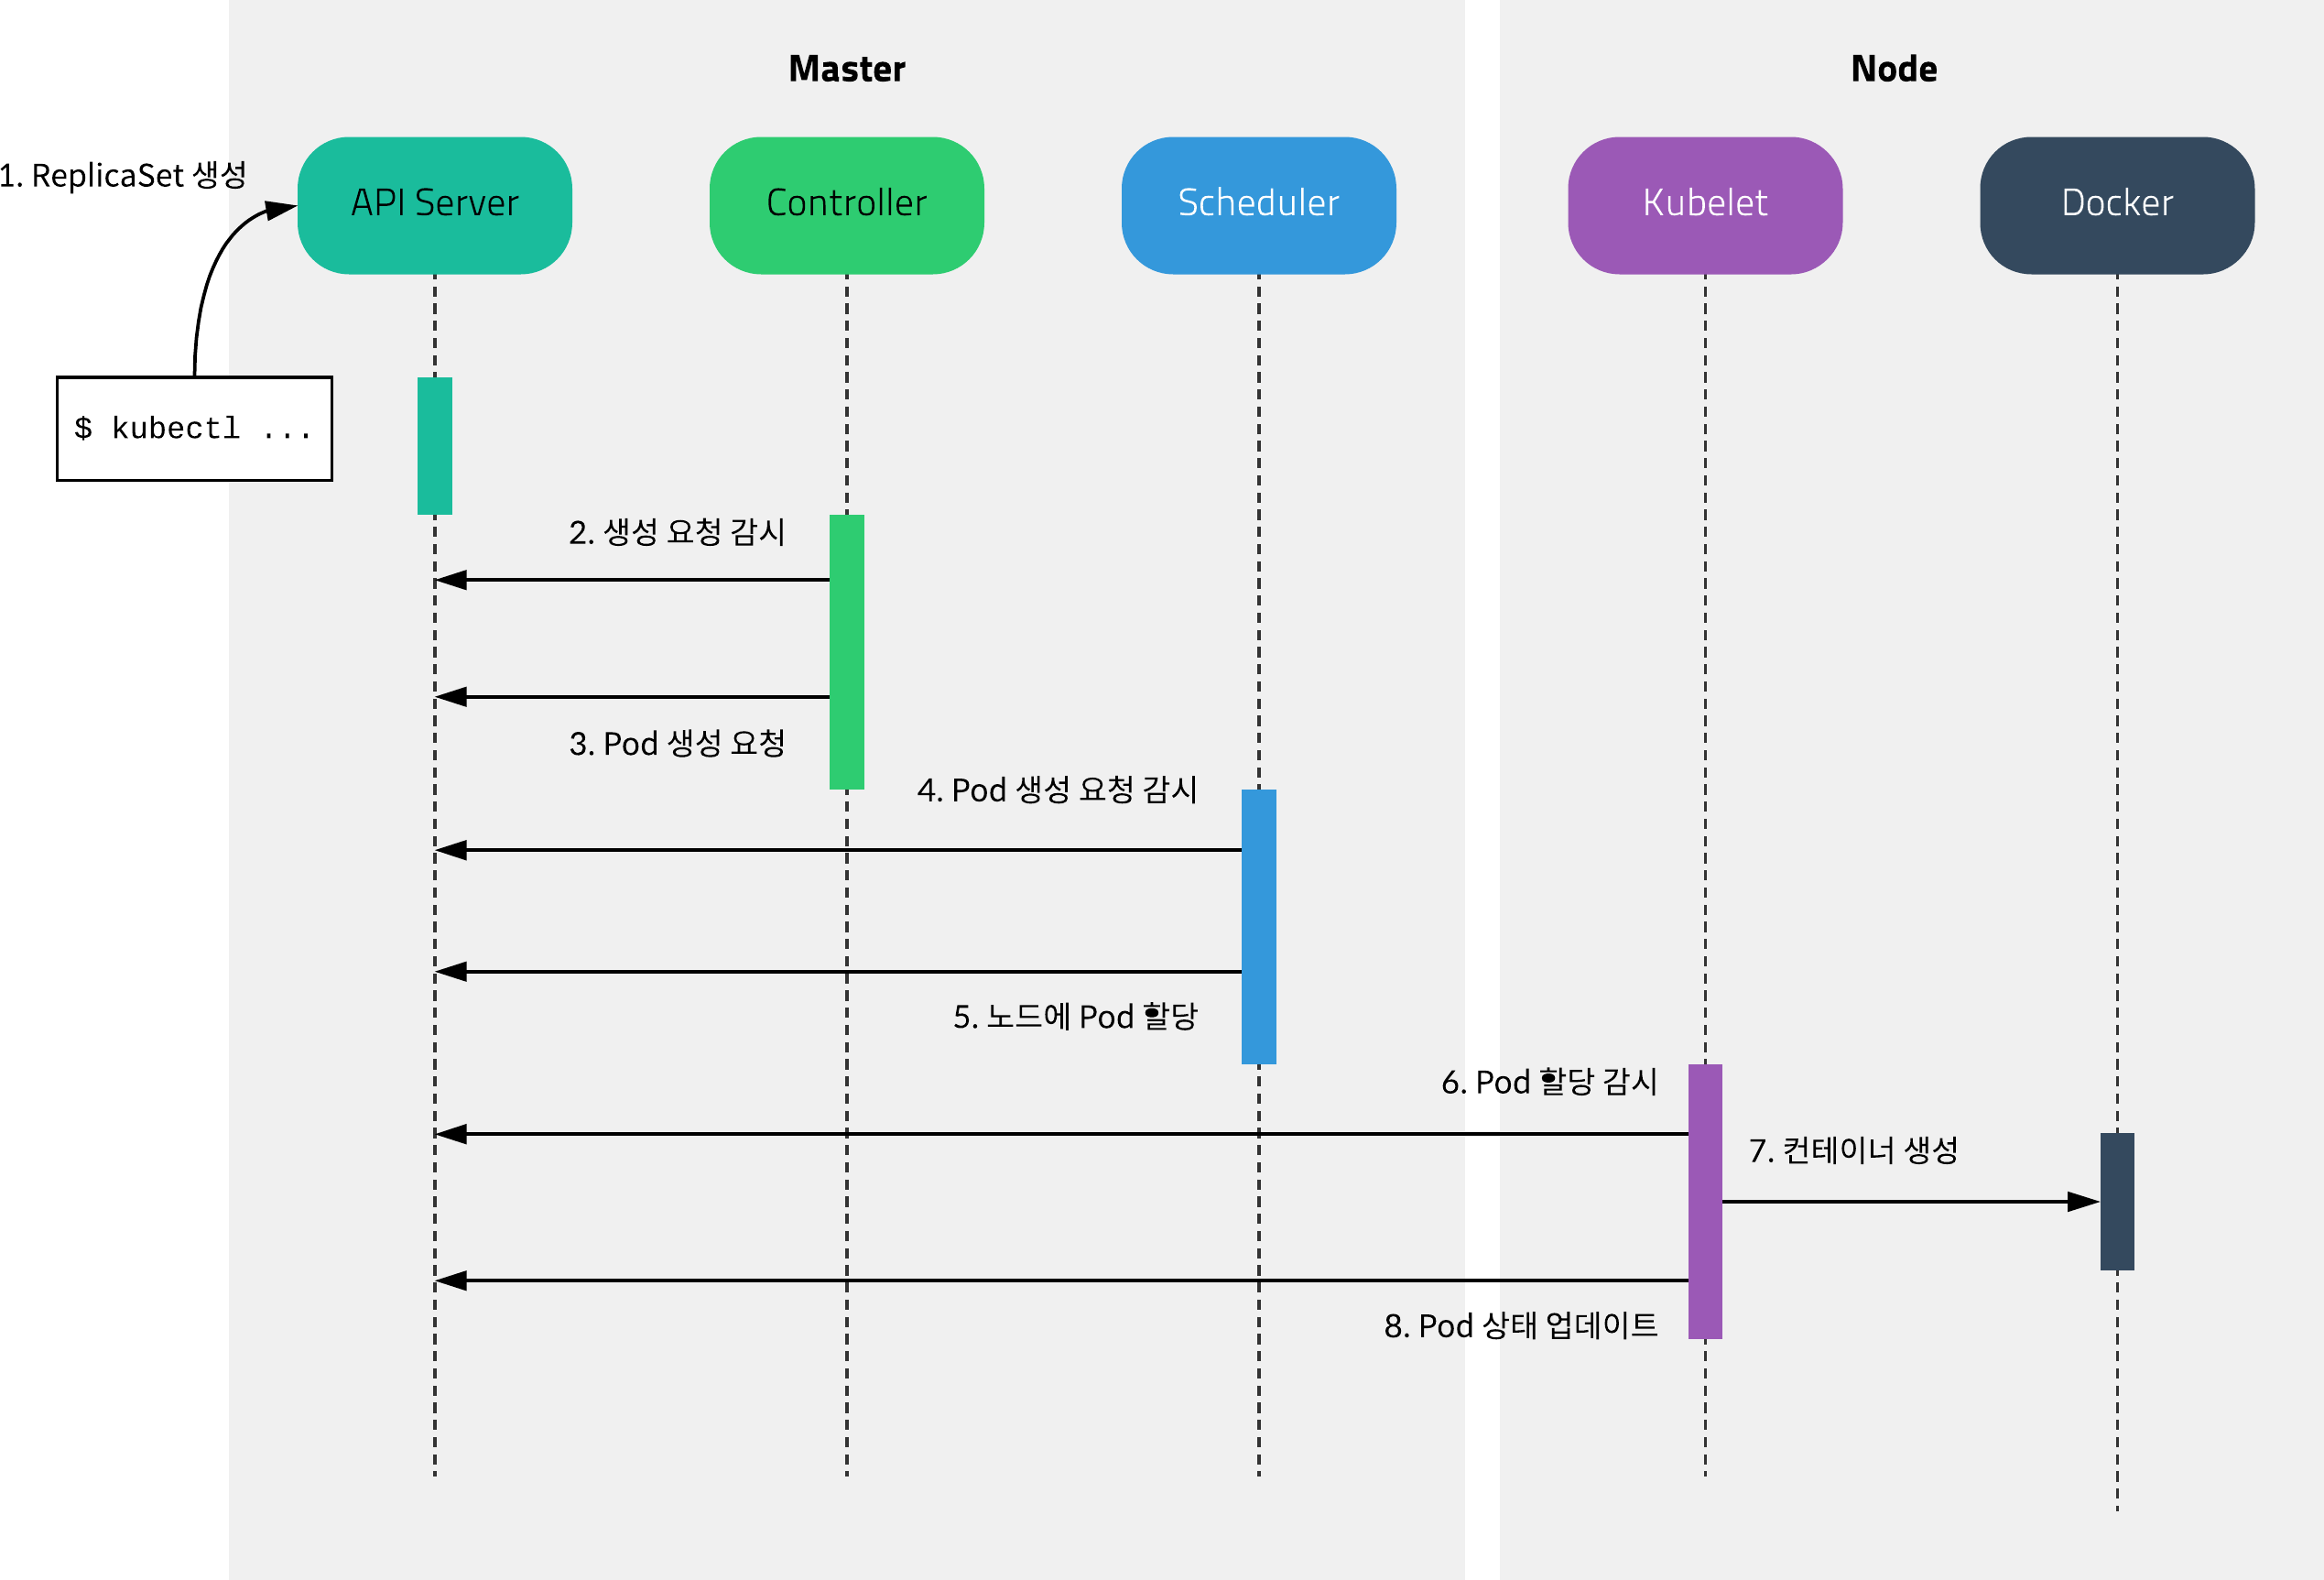 Master
Node
1. ReplicaSet 생성
API Server
Controller
Scheduler
Kubelet
Docker
$ kubectl ...
2. 생성 요청 감시
3. Pod 생성 요청
4. Pod 생성 요청 감시
5. 노드에 Pod 할당
6. Pod 할당 감시
7. 컨테이너 생성
8. Pod 상태 업데이트